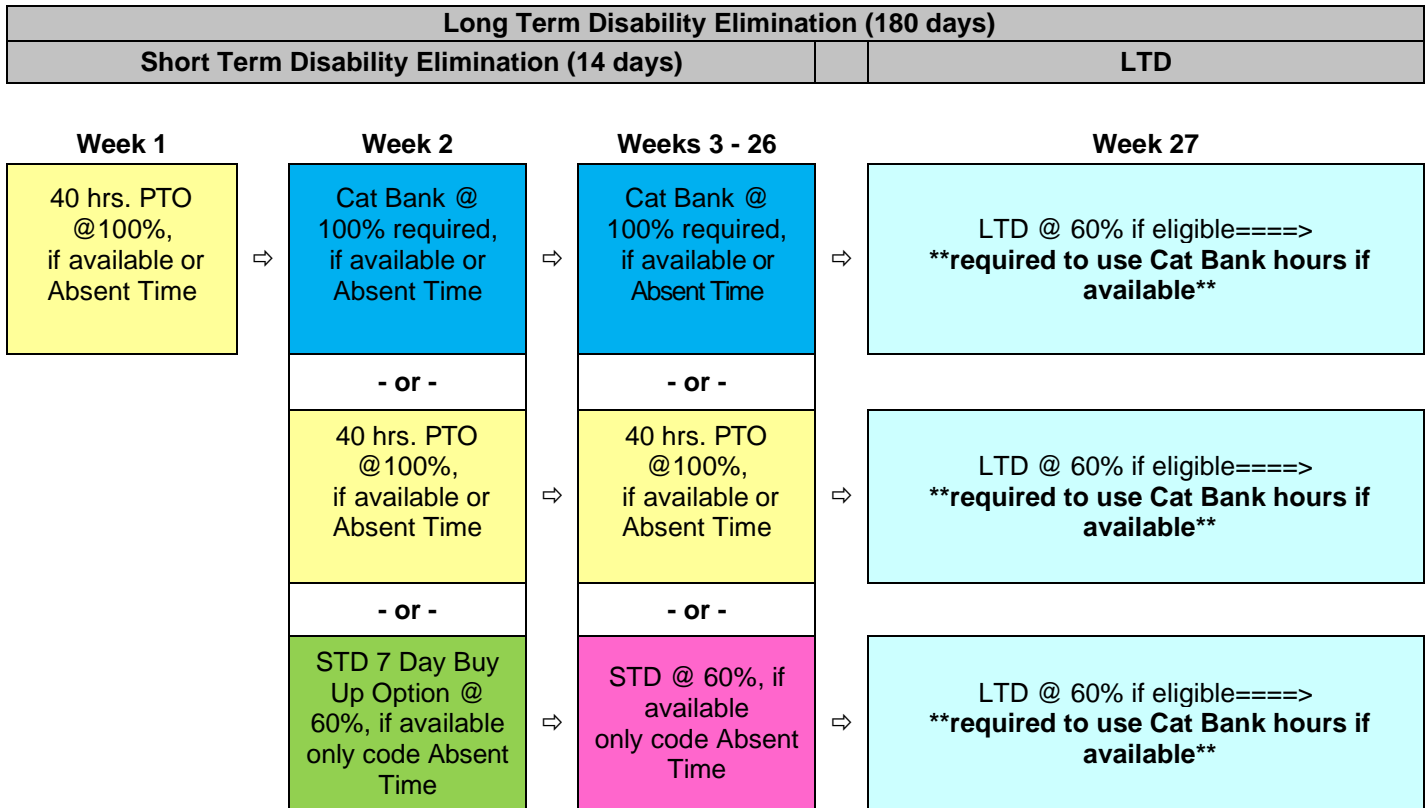 Long Term Disability Elimination (180 days)
Short Term Disability Elimination (14 days)
LTD
Week 1
Week 2
Weeks 3 - 26
Week 27
40 hrs. PTO
@100%,
if available or
Absent Time
⇨
Cat Bank @
100% required,
if available or
Absent Time
⇨
Cat Bank @
100% required,
if available or
Absent Time
⇨
LTD @ 60% if eligible====>
**required to use Cat Bank hours if
available**
- or -
- or -
40 hrs. PTO
@100%,
if available or
Absent Time
⇨
40 hrs. PTO
@100%,
if available or
Absent Time
⇨
LTD @ 60% if eligible====>
**required to use Cat Bank hours if
available**
- or -
- or -
STD 7 Day Buy
Up Option @
60%, if available
only code Absent
Time
⇨
STD @ 60%, if
available
only code Absent
Time
⇨
LTD @ 60% if eligible====>
**required to use Cat Bank hours if
available**